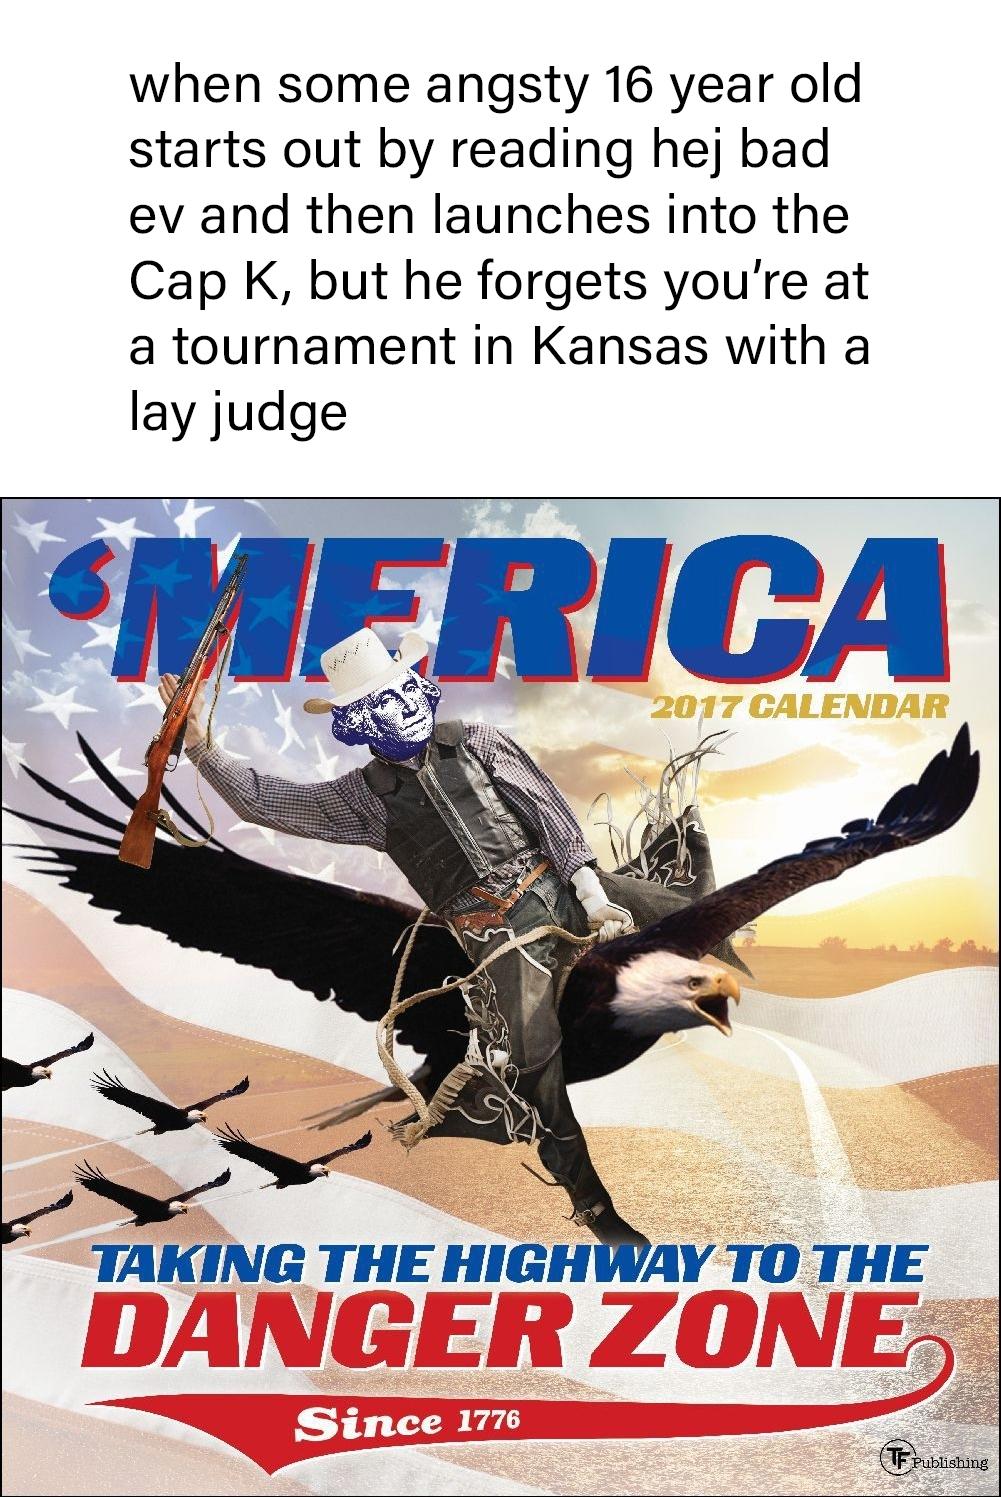 when some angsty 16 year old
starts out by reading hej bad
ev and then launches into the
Cap K, but he forgets you’re at
a tournament in Kansas with a
lay judge
‘MERICA
2017 CALENDAR
TAKING THE HIGHWAY TO THE
DANGER ZONE
Since 1776
TF Publishing